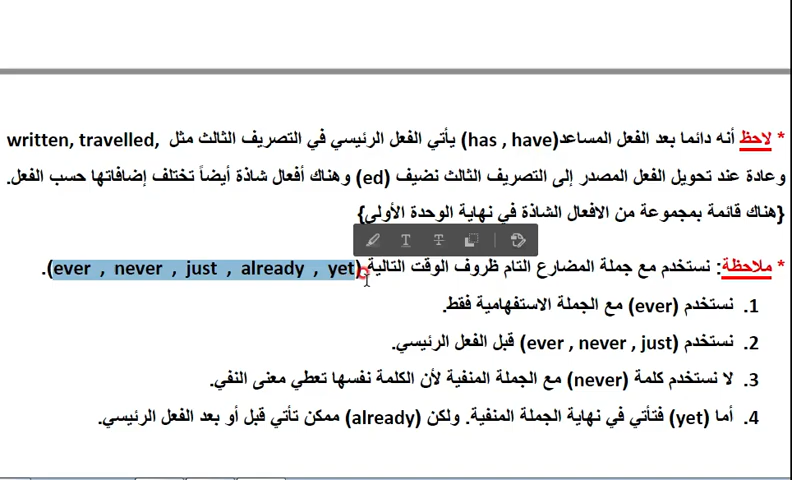 * لاحظ أنه دائما بعد الفعل المساعد(has , have) يأتي الفعل الرئيسي في التصريف الثالث مثل written, travelled,
وعادة عند تحويل الفعل المصدر إلى التصريف الثالث نضيف (ed) وهناك أفعال شاذة أيضاً تختلف إضافاتها حسب الفعل.
{هناك قائمة بمجموعة من الافعال الشاذة في نهاية الوحدة الأولى}
* ملاحظة: نستخدم مع جملة المضارع التام ظروف الوقت التالية (ever , never , just , already , yet).
1. نستخدم (ever) مع الجملة الاستفهامية فقط.
2. نستخدم (ever , never , just) قبل الفعل الرئيسي.
3. لا نستخدم كلمة (never) مع الجملة المنفية لأن الكلمة نفسها تعطي معنى النفي.
4. أما (yet) فتأتي في نهاية الجملة المنفية. ولكن (already) ممكن تأتي قبل أو بعد الفعل الرئيسي.